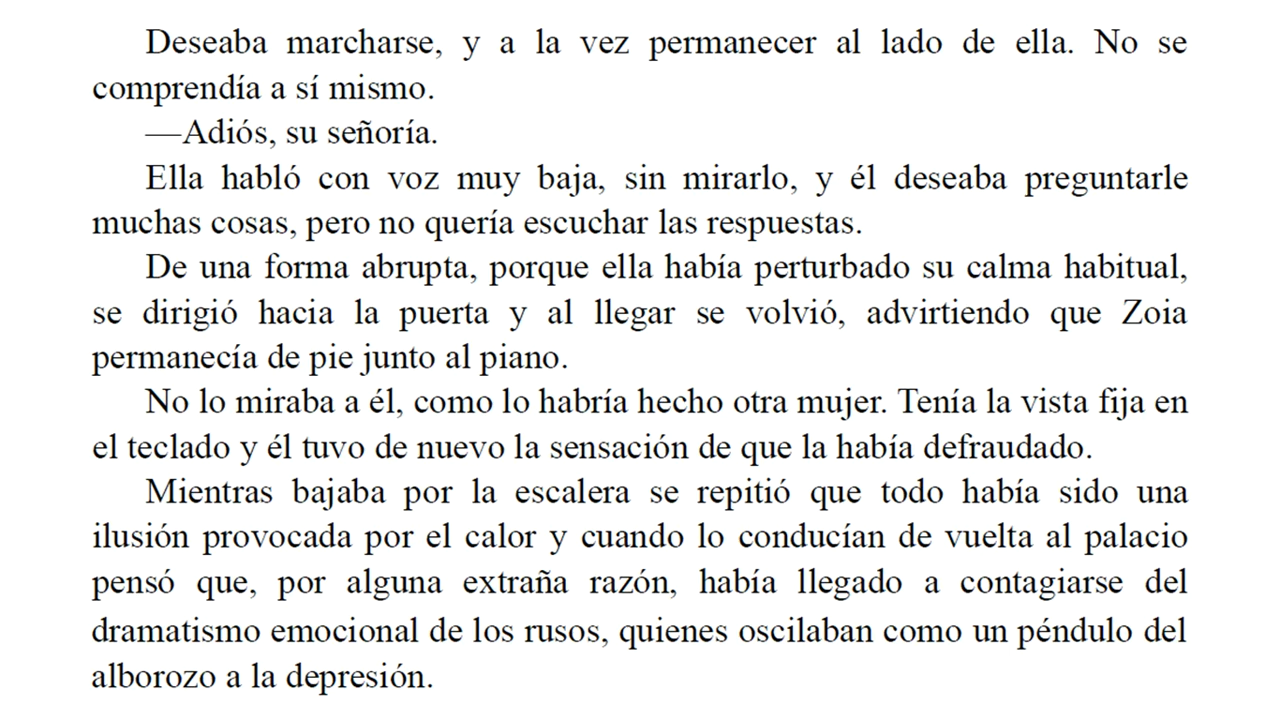 Deseaba marcharse, y a la vez permanecer al lado de ella. No se
comprendía a sí mismo.
—Adiós, su señoría.
Ella habló con voz muy baja, sin mirarlo, y él deseaba preguntarle
muchas cosas, pero no quería escuchar las respuestas.
De una forma abrupta, porque ella había perturbado su calma habitual,
se dirigió hacia la puerta y al llegar se volvió, advirtiendo que Zoia
permanecía de pie junto al piano.
No lo miraba a él, como lo habría hecho otra mujer. Tenía la vista fija en
el teclado y él tuvo de nuevo la sensación de que la había defraudado.
Mientras bajaba por la escalera se repitió que todo había sido una
ilusión provocada por el calor y cuando lo conducían de vuelta al palacio
pensó que, por alguna extraña razón, había llegado a contagiarse del
dramatismo emocional de los rusos, quienes oscilaban como un péndulo del
alborozo a la depresión.